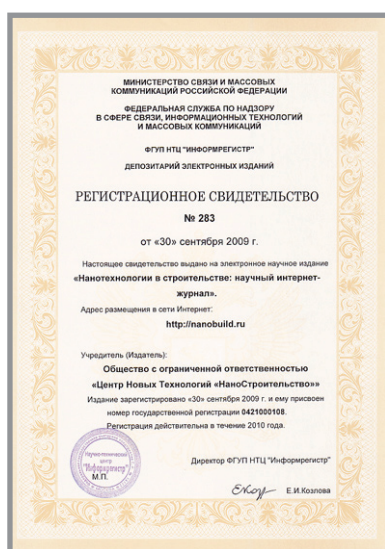 МИНИСТЕРСТВО СВЯЗИ И МАССОВЫХ
КОММУНИКАЦИЙ РОССИЙСКОЙ ФЕДЕРАЦИИ
ФЕДЕРАЛЬНАЯ СЛУЖБА ПО НАДЗОРУ
В СФЕРЕ СВЯЗИ, ИНФОРМАЦИОННЫХ ТЕХНОЛОГИЙ
И МАССОВЫХ КОММУНИКАЦИЙ
ФГУП НТЦ "ИНФОРМРЕГИСТР"
ДЕПОЗИТАРИЙ ЭЛЕКТРОННЫХ ИЗДАНИЙ
РЕГИСТРАЦИОННОЕ СВИДЕТЕЛЬСТВО
№ 283
от «30» сентября 2009 г.
Настоящее свидетельство выдано на электронное научное издание
«Нанотехнологии в строительстве: научный интернет-
журнал».
Адрес размещения в сети Интернет:
http://nanobuild.ru
Учредитель (Издатель):
Общество с ограниченной ответственностью
«Центр Новых Технологий «НаноСтроительство»»
Издание зарегистрировано «30» сентября 2009 г. и ему присвоен
номер государственной регистрации 0421000108.
Регистрация действительна в течение 2010 года.
Научно-технический
центр
"Информрегистр"
М.П.
Директор ФГУП НТЦ "Информрегистр"
Е.И.Козлова